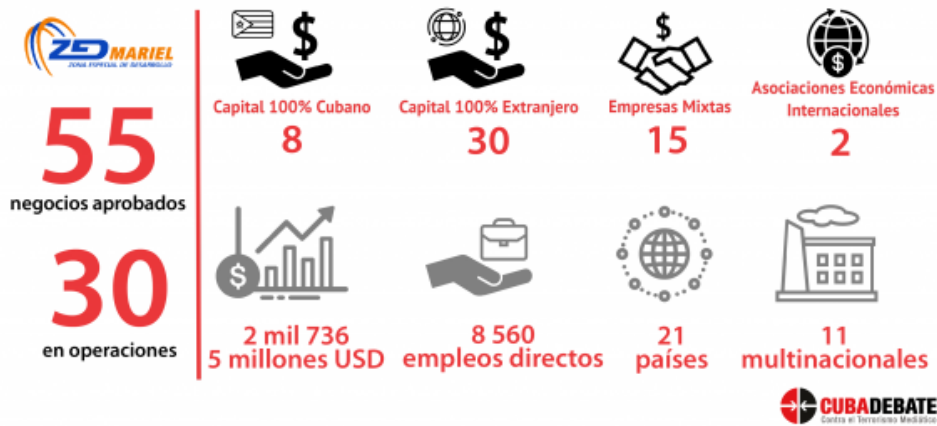 ZED MARIEL
ZONA ESPECIAL DE DESARROLLO
55
negocios aprobados
30
en operaciones
$
Capital 100% Cubano
8
$
Capital 100% Extranjero
30
$
Empresas Mixtas
15
$
Asociaciones Económicas
Internacionales
2
$
2 mil 736
5 millones USD
8 560
empleos directos
21
países
11
multinacionales
CUBADEBATE
Contra el Terrorismo Mediático